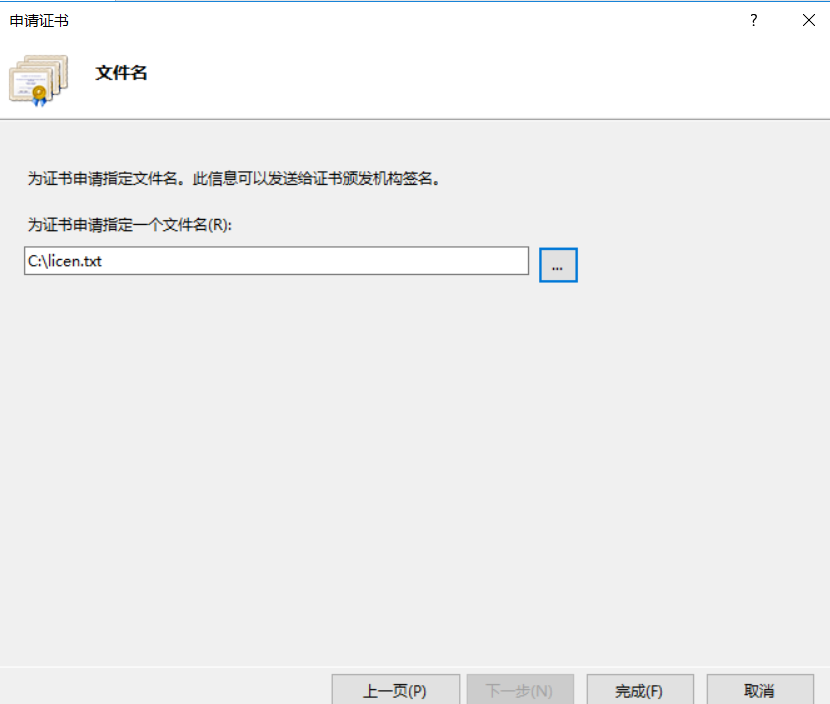 申请证书
?
文件名
为证书申请指定文件名。此信息可以发送给证书颁发机构签名。
为证书申请指定一个文件名(R):
C:\licen.txt
...
上一页(P) 下一步(N) 完成(F) 取消